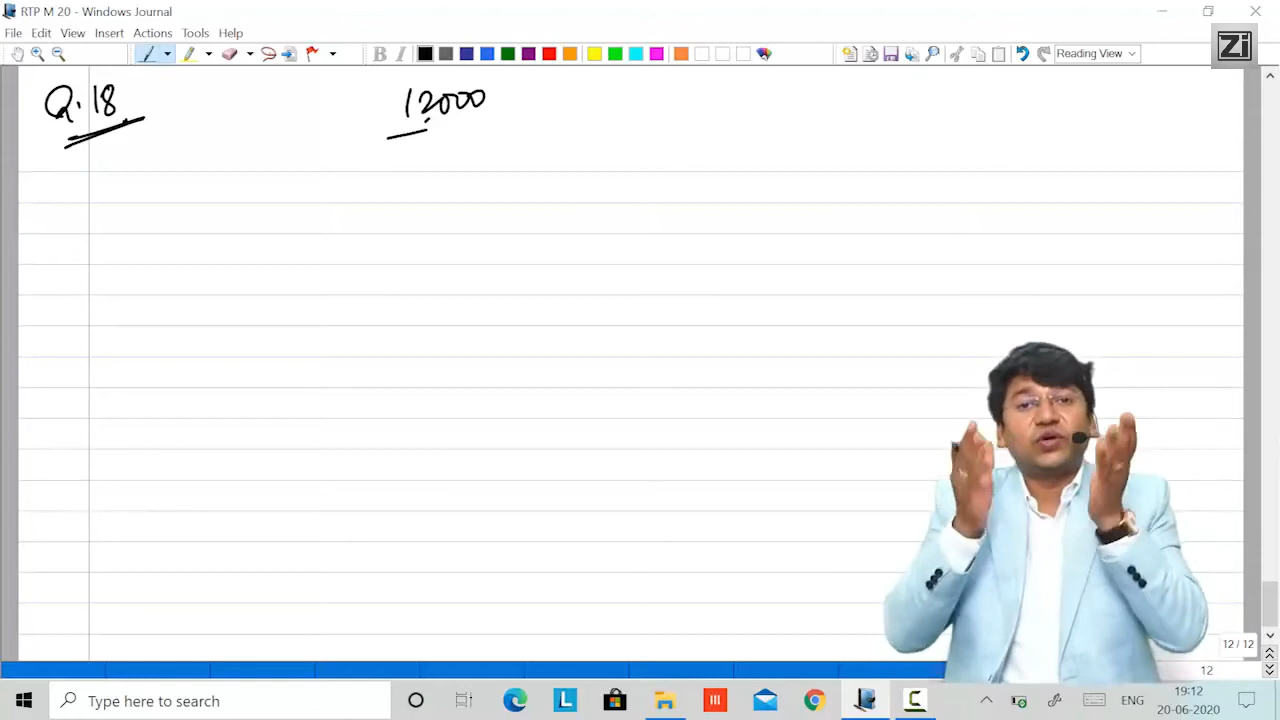 RTP M 20 - Windows Journal
File Edit View Insert Actions Tools Help
B I Reading View
Zi
Q. 18 12000
12 / 12
12
Type here to search
L
C
ENG
19:12
20-06-2020